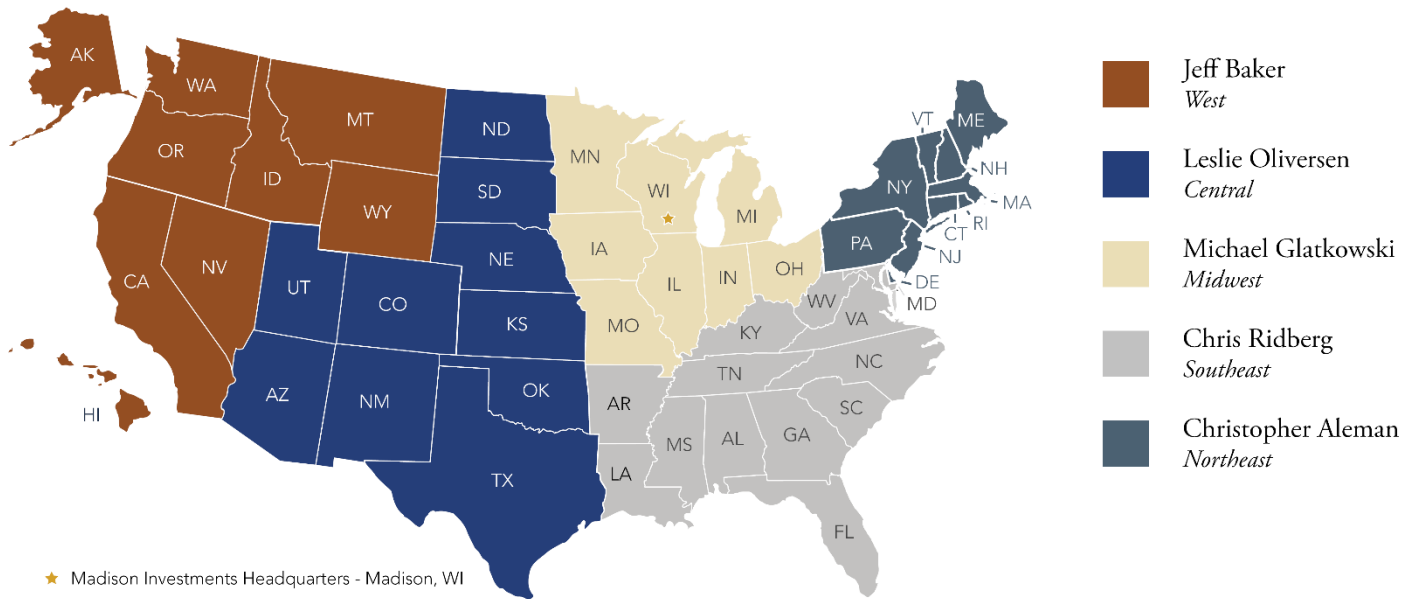 AK
WA
MT
ND
MN
VT
ME
OR
ID
SD
WI
MI
NY
NH
MA
WY
IA
PA
CT
RI
NJ
NV
NE
IL
IN
OH
CA
UT
CO
DE
MD
KS
MO
WV
VA
KY
NC
TN
AZ
NM
OK
AR
SC
HI
MS
AL
GA
TX
LA
FL
Madison Investments Headquarters - Madison, WI
Jeff Baker
West
Leslie Oliversen
Central
Michael Glatkowski
Midwest
Chris Ridberg
Southeast
Christopher Aleman
Northeast